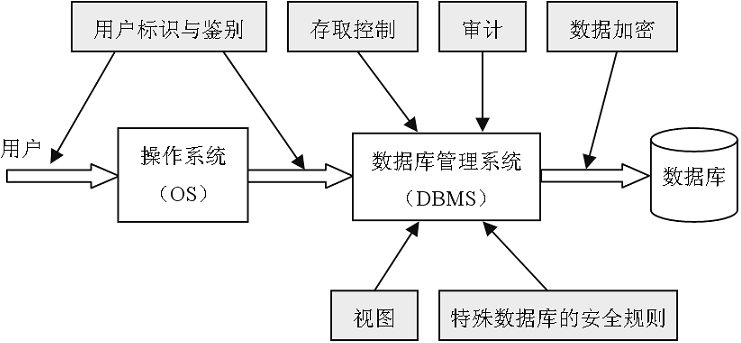 用户标识与鉴别
存取控制
审计
数据加密
用户
操作系统
（OS）
数据库管理系统
（DBMS）
数据库
视图
特殊数据库的安全规则